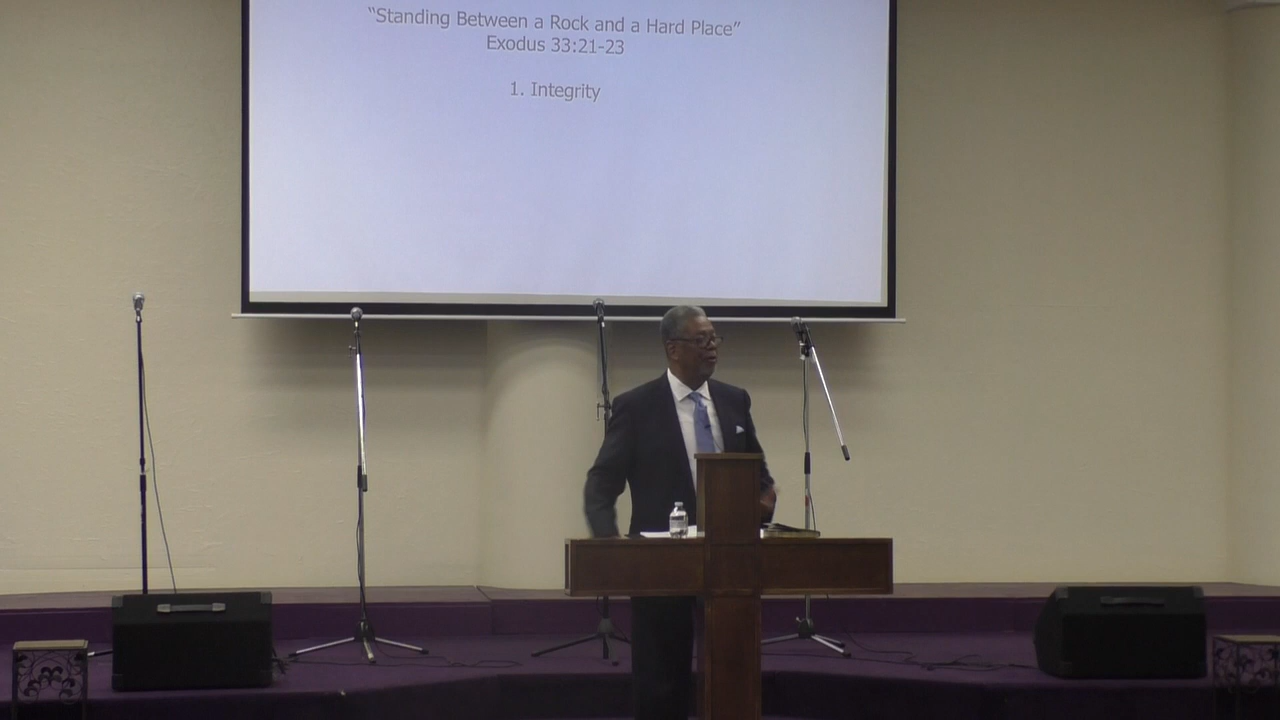 “Standing Between a Rock and a Hard Place”
Exodus 33:21-23
1. Integrity